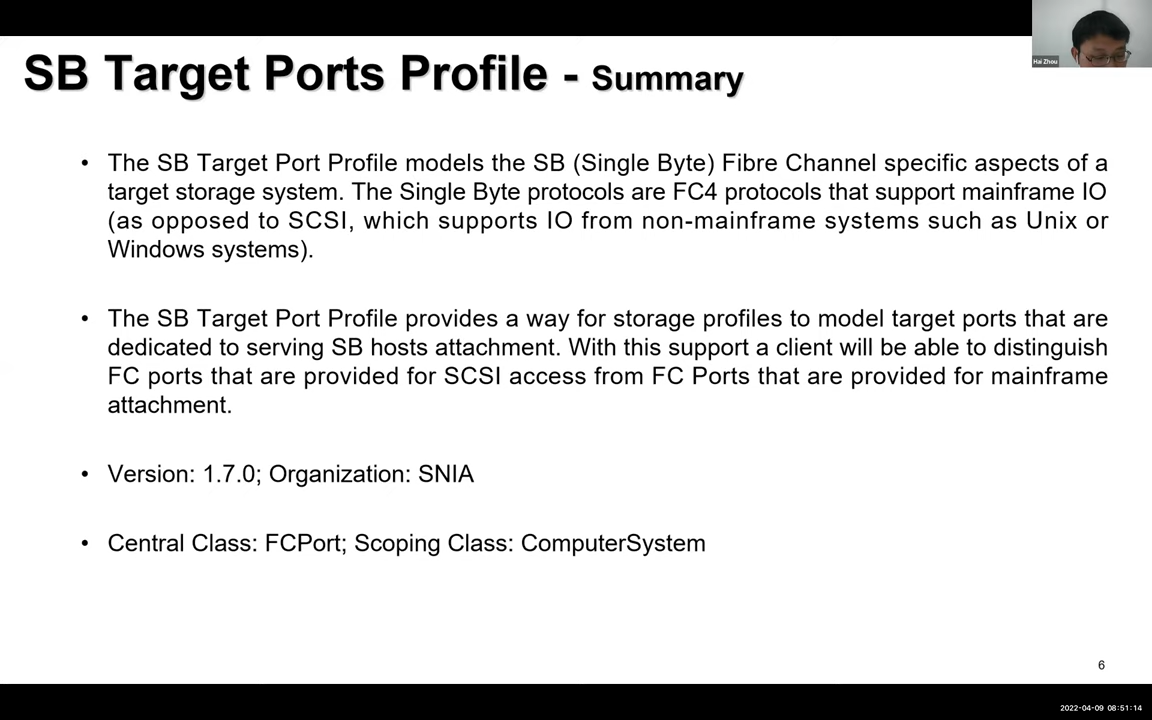 SB Target Ports Profile - Summary
Hai Zhou
• The SB Target Port Profile models the SB (Single Byte) Fibre Channel specific aspects of a
target storage system. The Single Byte protocols are FC4 protocols that support mainframe IO
(as opposed to SCSI, which supports IO from non-mainframe systems such as Unix or
Windows systems).
• The SB Target Port Profile provides a way for storage profiles to model target ports that are
dedicated to serving SB hosts attachment. With this support a client will be able to distinguish
FC ports that are provided for SCSI access from FC Ports that are provided for mainframe
attachment.
• Version: 1.7.0; Organization: SNIA
• Central Class: FCPort; Scoping Class: ComputerSystem
6
2022-04-09 08:51:14